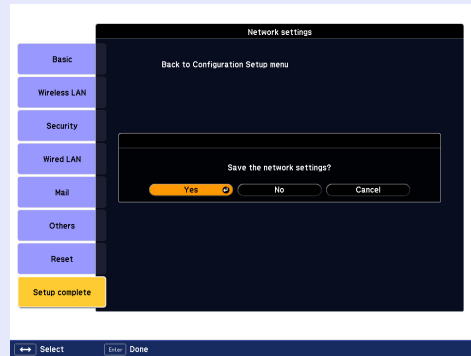 Network settings
Basic
Back to Configuration Setup menu
Wireless LAN
Security
Wired LAN
Save the network settings?
Yes No Cancel
Mail
Others
Reset
Setup complete
Select Enter Done